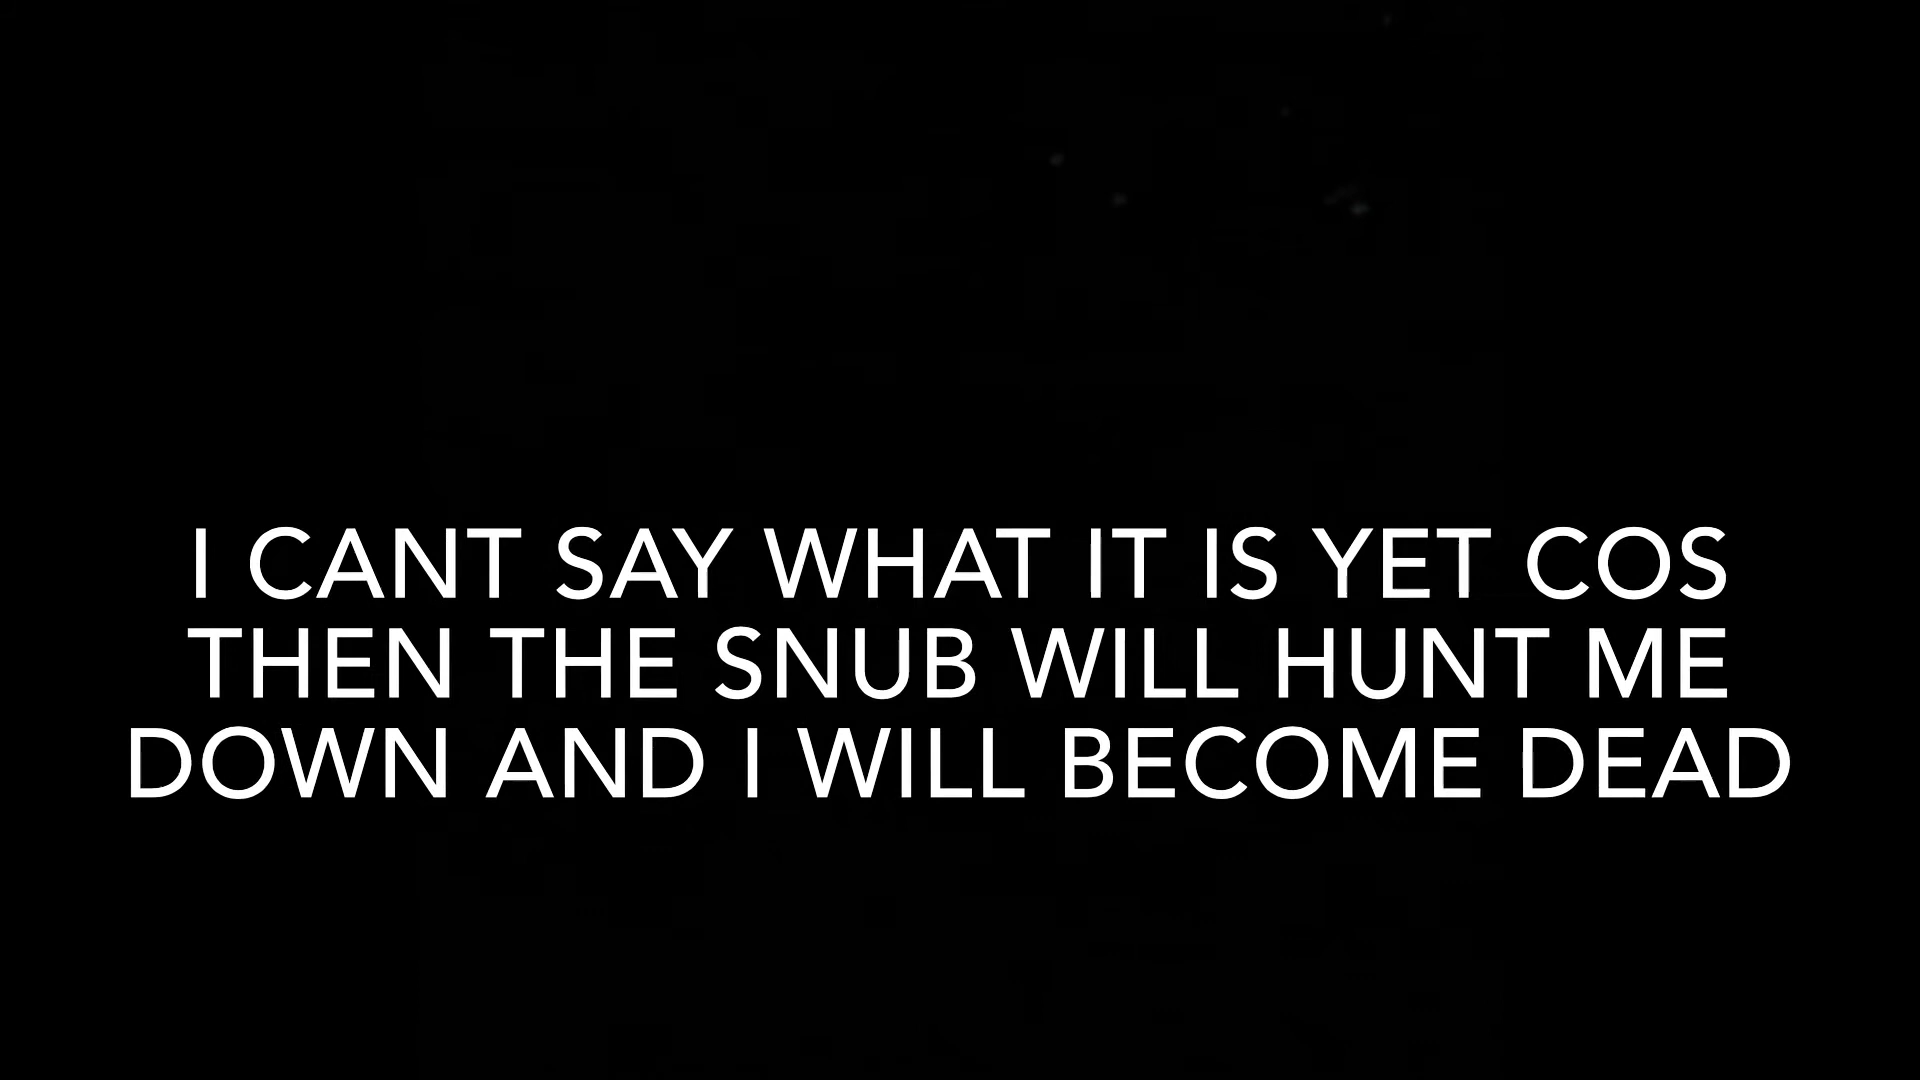 I CANT SAY WHAT IT IS YET COS
THEN THE SNUB WILL HUNT ME
DOWN AND I WILL BECOME DEAD